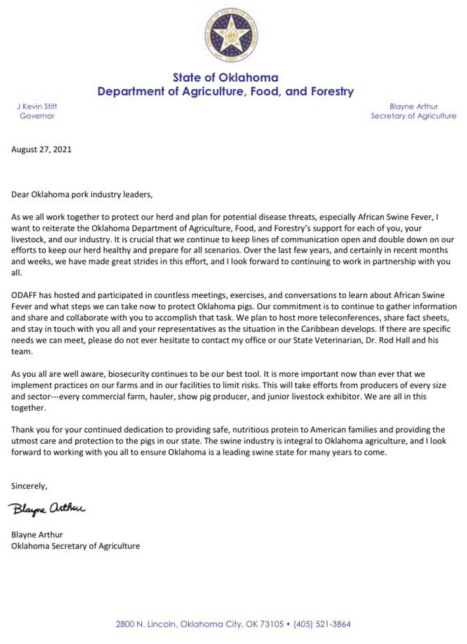 State of Oklahoma
Department of Agriculture, Food, and Forestry
J Kevin Stitt
Governor
Blayne Arthur
Secretary of Agriculture
August 27, 2021
Dear Oklahoma pork industry leaders,
As we all work together to protect our herd and plan for potential disease threats, especially African Swine Fever, I
want to reiterate the Oklahoma Department of Agriculture, Food, and Forestry's support for each of you, your
livestock, and our industry. It is crucial that we continue to keep lines of communication open and double down on our
efforts to keep our herd healthy and prepare for all scenarios. Over the last few years, and certainly in recent months
and weeks, we have made great strides in this effort, and I look forward to continuing to work in partnership with you
all.
ODAFF has hosted and participated in countless meetings, exercises, and conversations to learn about African Swine
Fever and what steps we can take now to protect Oklahoma pigs. Our commitment is to continue to gather information
and share and collaborate with you to accomplish that task. We plan to host more teleconferences, share fact sheets,
and stay in touch with you all and your representatives as the situation in the Caribbean develops. If there are specific
needs we can meet, please do not ever hesitate to contact my office or our State Veterinarian, Dr. Rod Hall and his
team.
As you all are well aware, biosecurity continues to be our best tool. It is more important now than ever that we
implement practices on our farms and in our facilities to limit risks. This will take efforts from producers of every size
and sector---every commercial farm, hauler, show pig producer, and junior livestock exhibitor. We are all in this
together.
Thank you for your continued dedication to providing safe, nutritious protein to American families and providing the
utmost care and protection to the pigs in our state. The swine industry is integral to Oklahoma agriculture, and I look
forward to working with you all to ensure Oklahoma is a leading swine state for many years to come.
Sincerely,
Blayne Arthur
Blayne Arthur
Oklahoma Secretary of Agriculture
2800 N. Lincoln, Oklahoma City, OK 73105 • (405) 521-3864